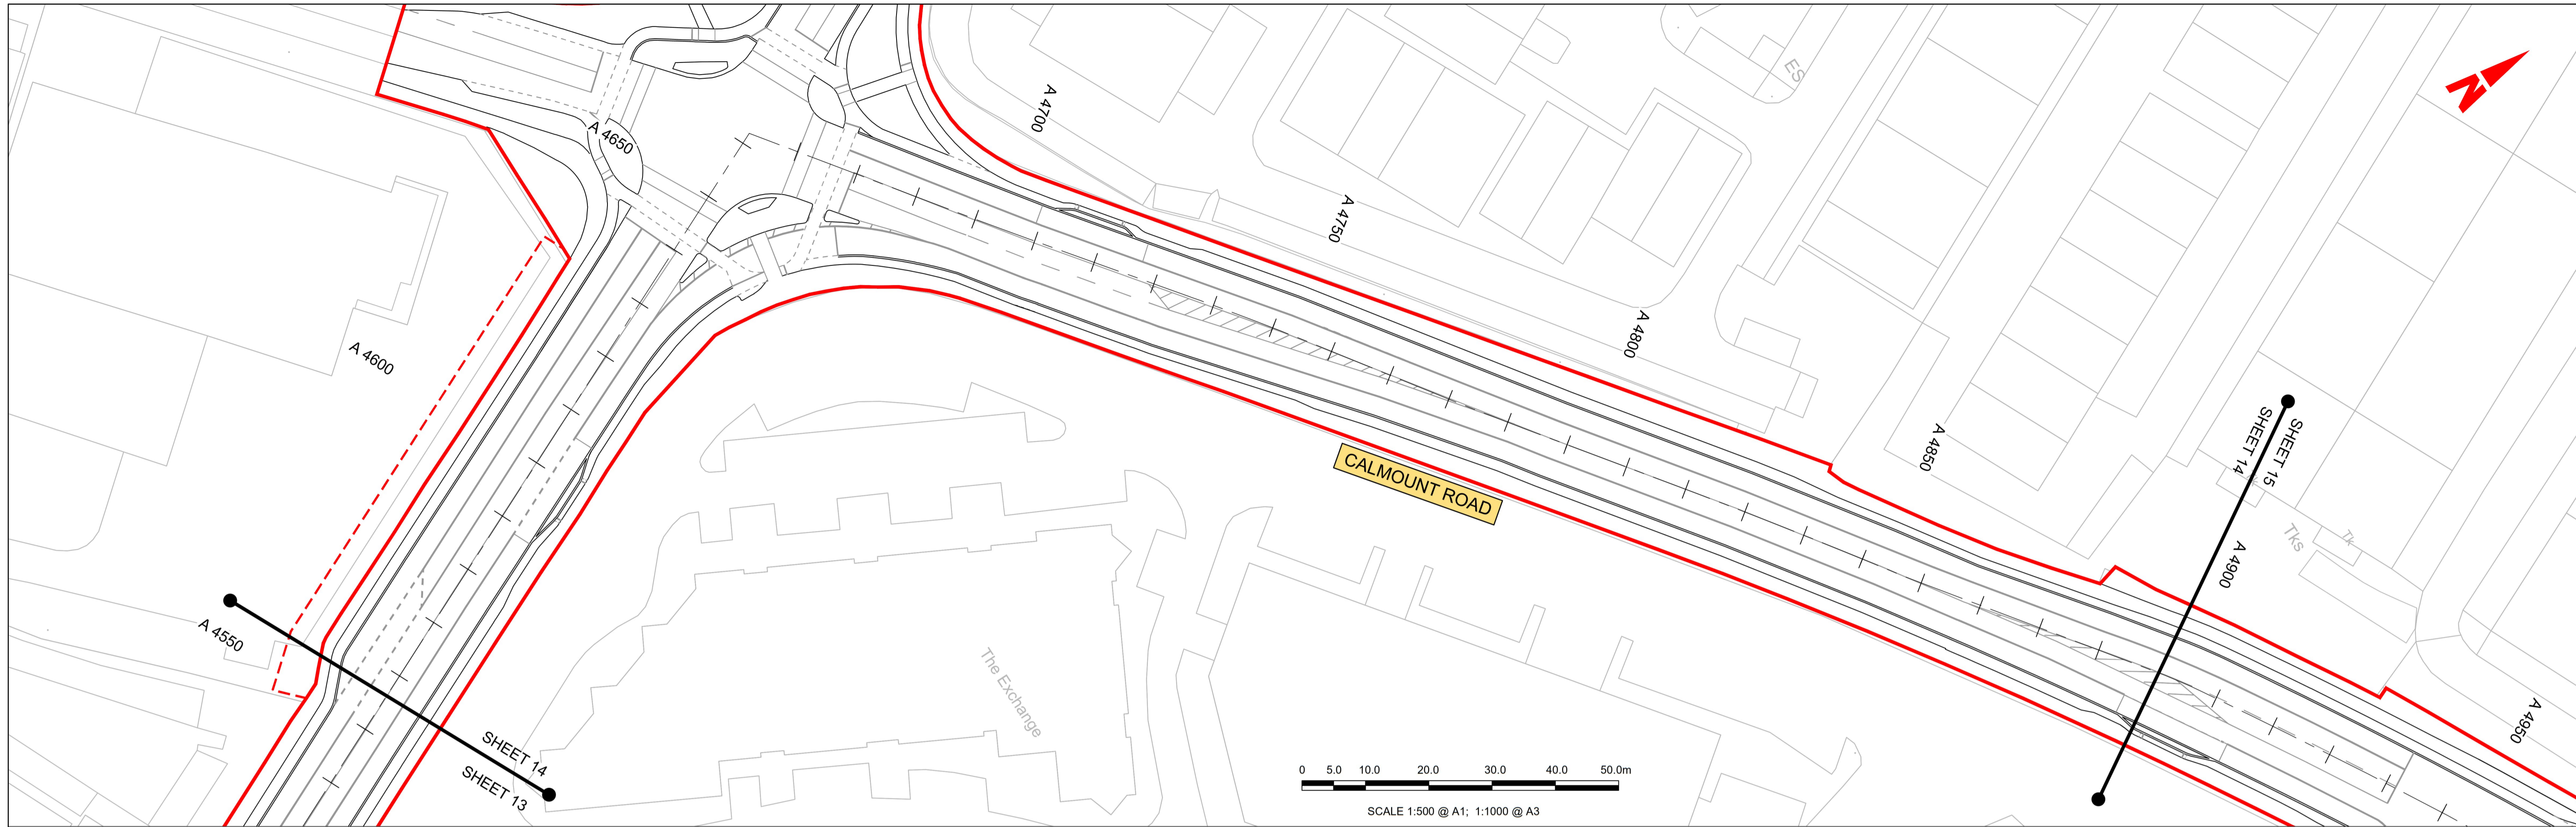 A 4650
A 4700
ES
N
A 4750
A 4600
A 4800
A 4850
CALMOUNT ROAD
SHEET 14
SHEET 15
A 4900
Tks
Tk
A 4550
The Exchange
A 4950
SHEET 14
SHEET 13
0 5.0 10.0 20.0 30.0 40.0 50.0m
SCALE 1:500 @ A1; 1:1000 @ A3